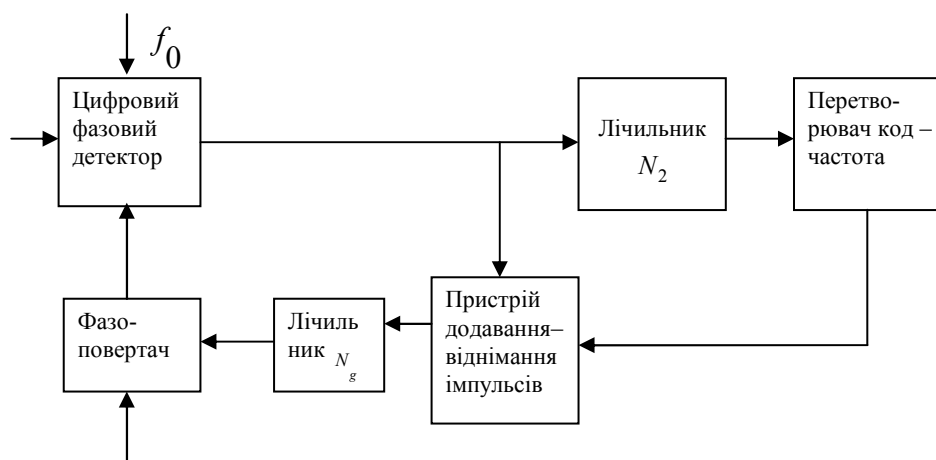 f0
Цифровий
фазовий
детектор
Лічильник
N2
Перетво-
рювач код –
частота
Фазо-
повертач
Лічиль
ник Ng
Пристрій
додавання–
віднімання
імпульсів